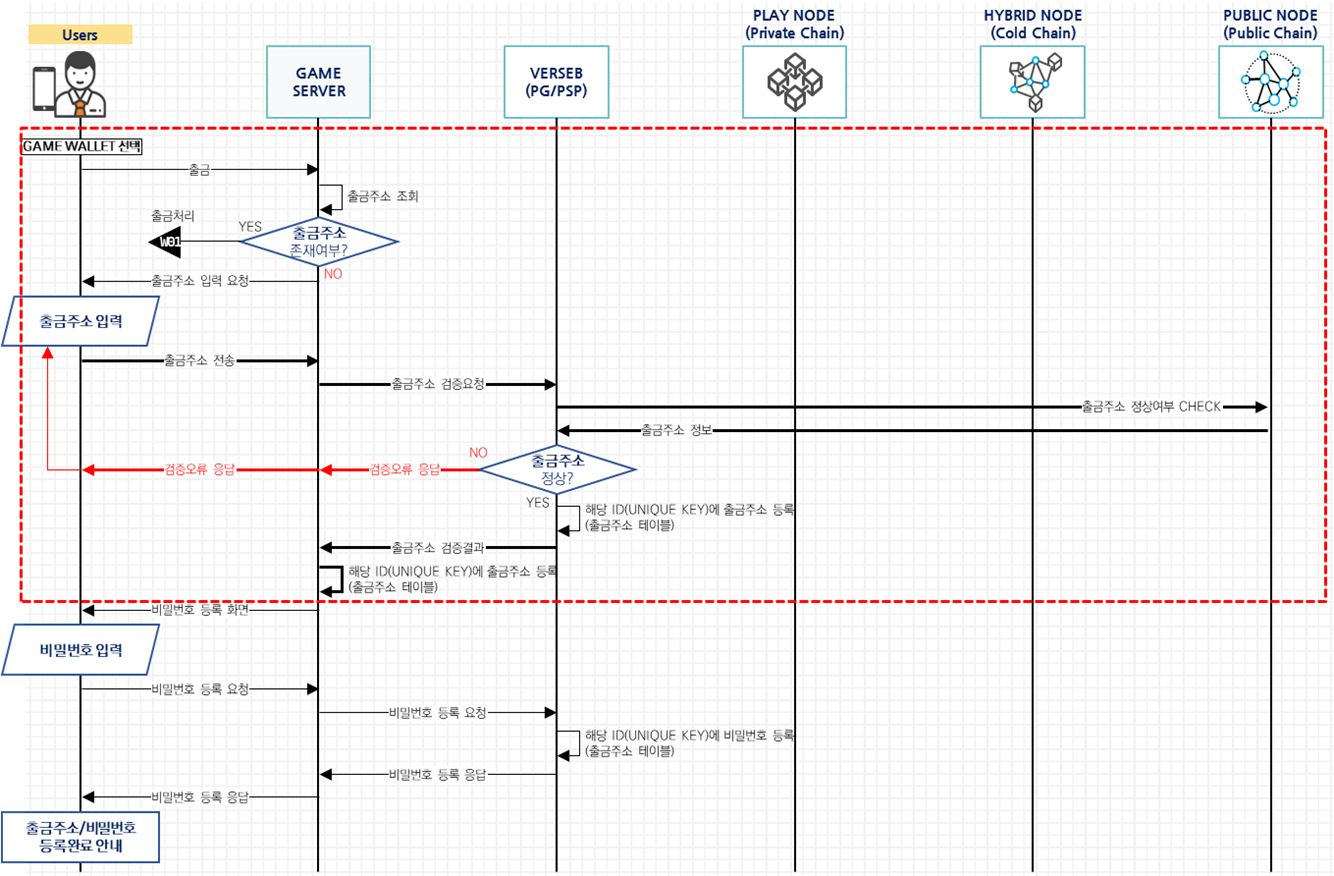 Users
GAME
SERVER
VERSEB
(PG/PSP)
PLAY NODE
(Private Chain)
HYBRID NODE
(Cold Chain)
PUBLIC NODE
(Public Chain)
GAME WALLET 선택
출금
출금주소 조회
출금처리
W01
YES
출금주소
존재여부?
NO
출금주소 입력 요청
출금주소 입력
출금주소 전송
출금주소 검증요청
출금주소 정상여부 CHECK
출금주소 정보
NO
출금주소
정상?
검증오류 응답
검증오류 응답
YES
해당 ID(UNIQUE KEY)에 출금주소 등록
(출금주소 테이블)
출금주소 검증결과
해당 ID(UNIQUE KEY)에 출금주소 등록
(출금주소 테이블)
비밀번호 등록 화면
비밀번호 입력
비밀번호 등록 요청
비밀번호 등록 요청
해당 ID(UNIQUE KEY)에 비밀번호 등록
(출금주소 테이블)
비밀번호 등록 응답
비밀번호 등록 응답
출금주소/비밀번호
등록완료 안내